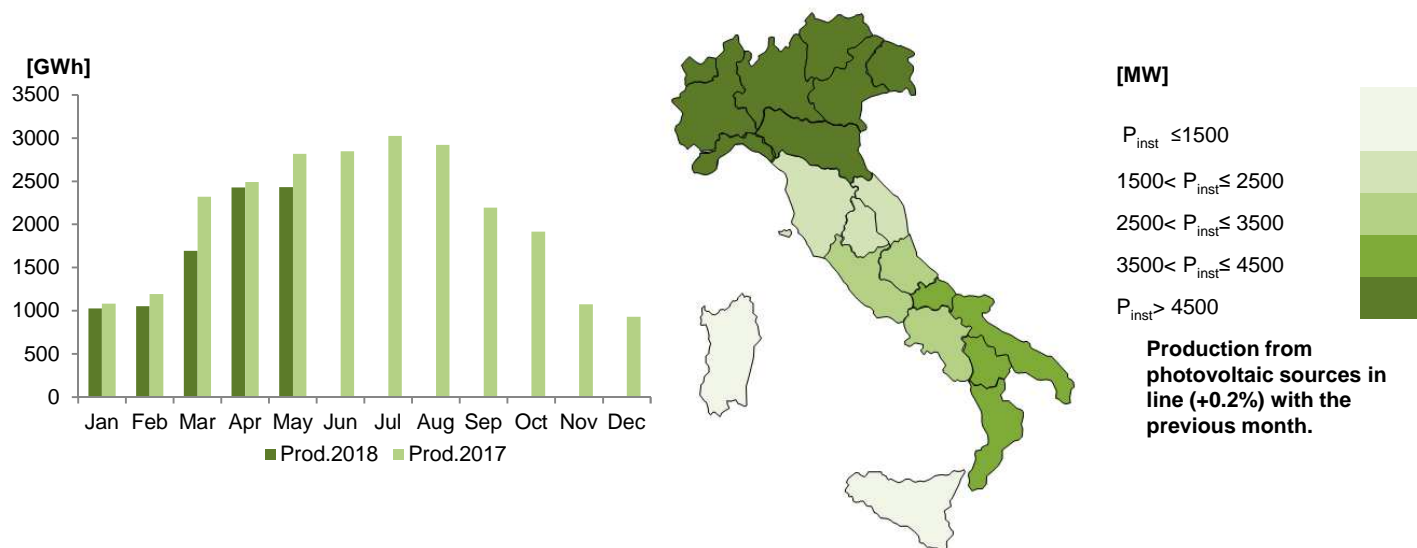 [GWh]
3500
3000
2500
2000
1500
1000
500
0
Jan Feb Mar Apr May Jun Jul Aug Sep Oct Nov Dec
Prod.2018 Prod.2017
[MW]
Pinst ≤1500
1500< Pinst≤ 2500
2500< Pinst≤ 3500
3500< Pinst≤ 4500
Pinst> 4500
Production from
photovoltaic sources in
line (+0.2%) with the
previous month.